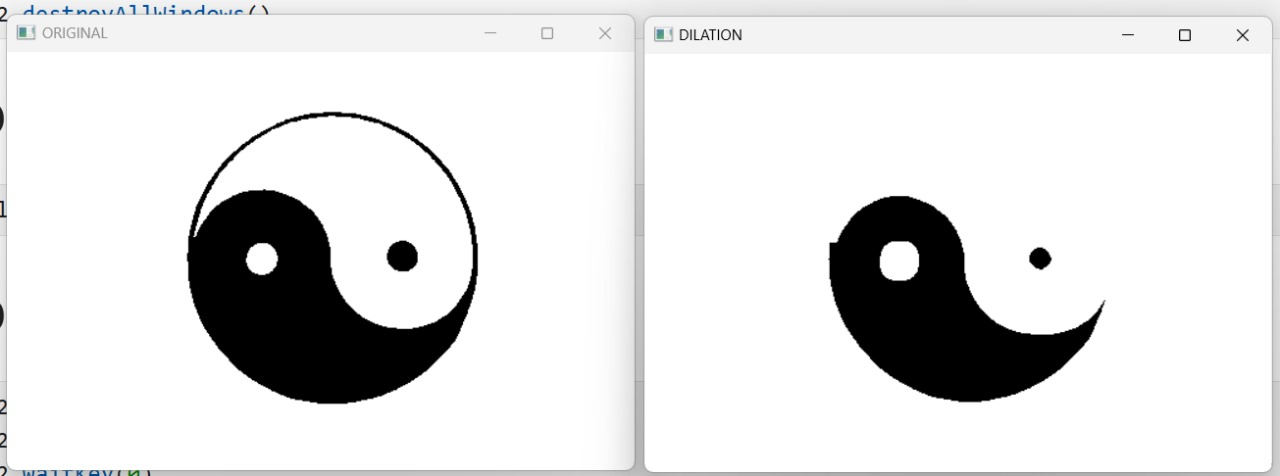 destroyAllWindows()
ORIGINAL
DILATION
waitKey(0)